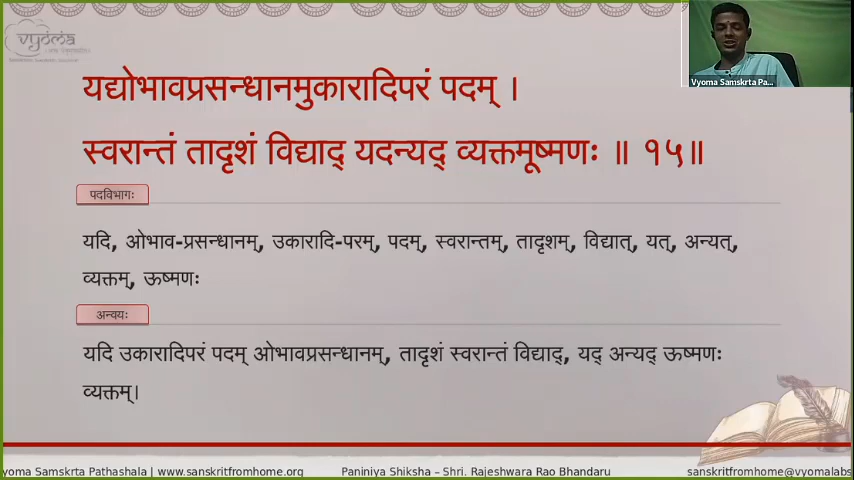 vyoma
Vyoma Samskrta Pa...
यद्योभावप्रसन्धानमुकारादिपरं पदम् ।
स्वरान्तं तादृशं विद्याद् यदन्यद् व्यक्तमूष्मणः ॥ १५॥
पदविभागः
यदि, ओभाव-प्रसन्धानम्, उकारादि-परम्, पदम्, स्वरान्तम्, तादृशम्, विद्यात्, यत्, अन्यत्,
व्यक्तम्, ऊष्मणः
अन्वयः
यदि उकारादिपरं पदम् ओभावप्रसन्धानम्, तादृशं स्वरान्तं विद्याद्, यद् अन्यद् ऊष्मणः
व्यक्तम्।
yoma Samskrta Pathashala | www.sanskritfromhome.org Paniniya Shiksha – Shri. Rajeshwara Rao Bhandaru sanskritfromhome@vyomalabs